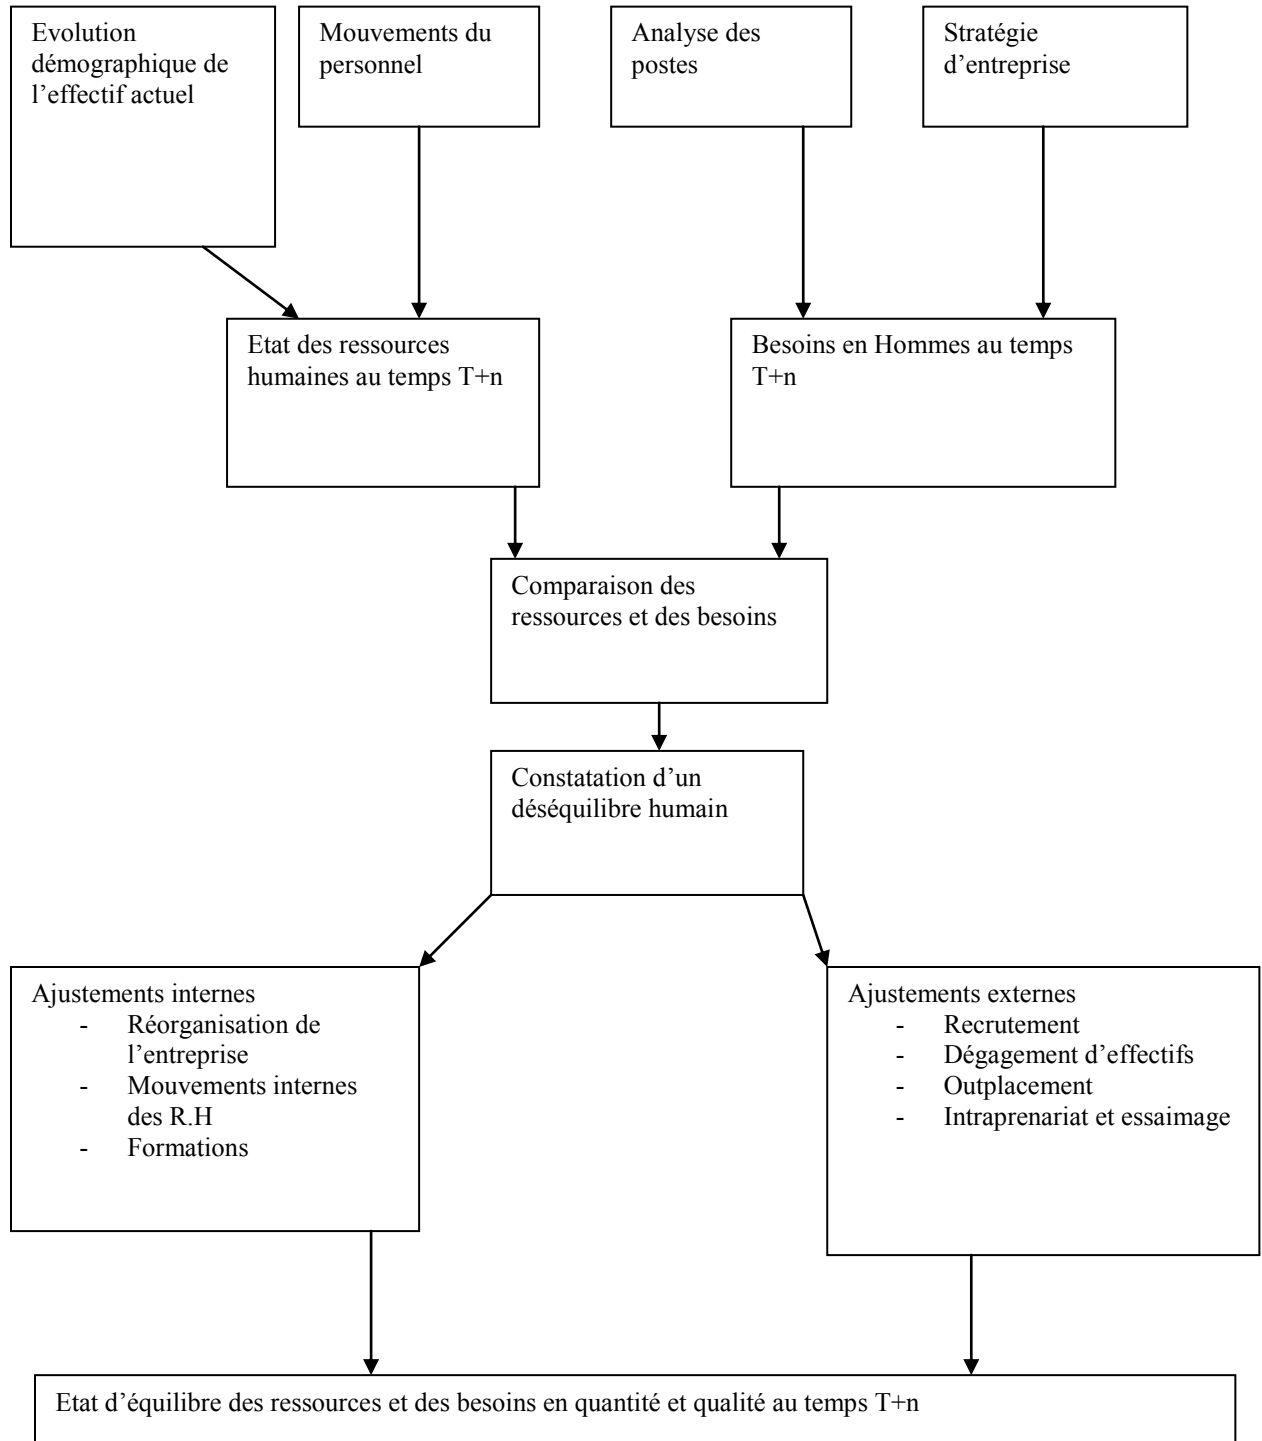 Evolution
démographique de
l’effectif actuel
Mouvements du
personnel
Analyse des
postes
Stratégie
d’entreprise
Etat des ressources
humaines au temps T+n
Besoins en Hommes au temps
T+n
Comparaison des
ressources et des besoins
Constatation d’un
déséquilibre humain
Ajustements internes
- Réorganisation de
l’entreprise
- Mouvements internes
des R.H
- Formations
Ajustements externes
- Recrutement
- Dégagement d’effectifs
- Outplacement
- Intraprenariat et essaimage
Etat d’équilibre des ressources et des besoins en quantité et qualité au temps T+n